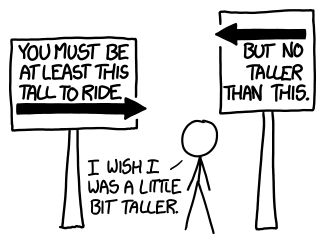 YOU MUST BE
AT LEAST THIS
TALL TO RIDE.
BUT NO
TALLER
THAN THIS.
I WISH I
WAS A LITTLE
BIT TALLER.